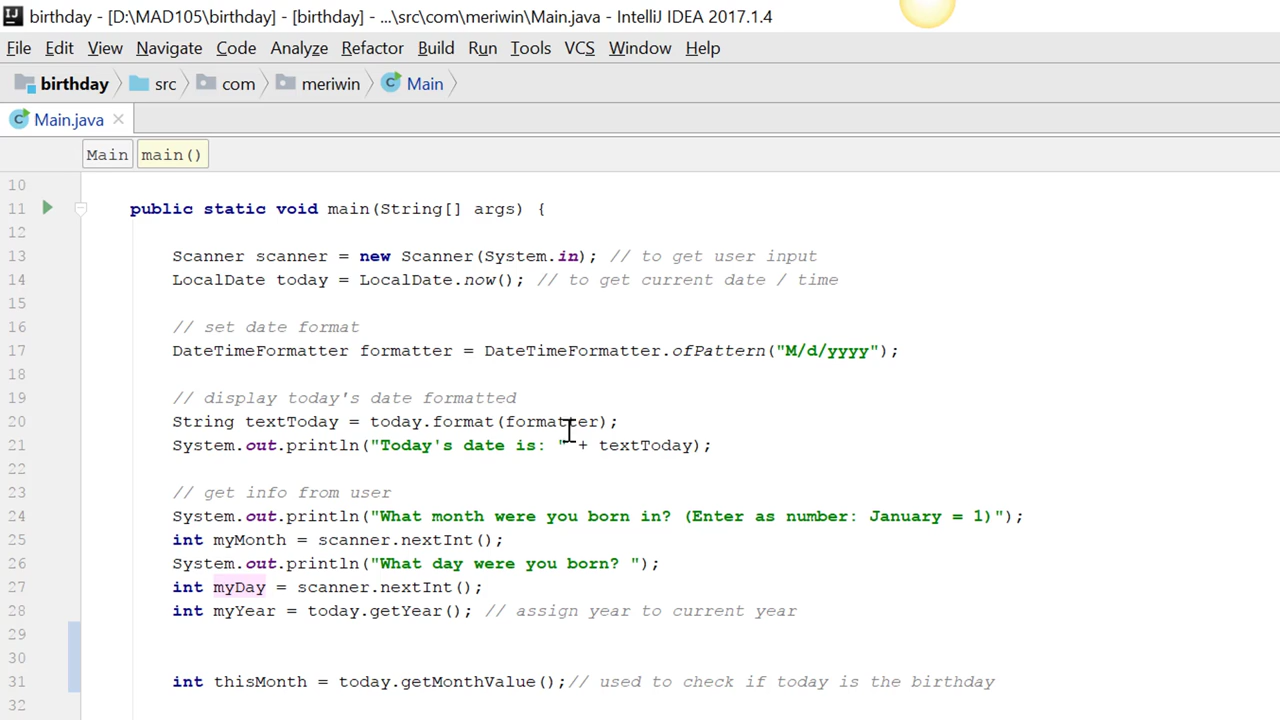 birthday - [D:\MAD105\birthday] - [birthday] - ...\src\com\meriwin\Main.java - IntelliJ IDEA 2017.1.4
File Edit View Navigate Code Analyze Refactor Build Run Tools VCS Window Help
birthday src com meriwin Main
Main.java
Main main()
10
11 public static void main(String[] args) {
12
13 Scanner scanner = new Scanner(System.in); // to get user input
14 LocalDate today = LocalDate.now(); // to get current date / time
15
16 // set date format
17 DateTimeFormatter formatter = DateTimeFormatter.ofPattern("M/d/yyyy");
18
19 // display today's date formatted
20 String textToday = today.format(formatter);
21 System.out.println("Today's date is: " + textToday);
22
23 // get info from user
24 System.out.println("What month were you born in? (Enter as number: January = 1)");
25 int myMonth = scanner.nextInt();
26 System.out.println("What day were you born? ");
27 int myDay = scanner.nextInt();
28 int myYear = today.getYear(); // assign year to current year
29
30
31 int thisMonth = today.getMonthValue();// used to check if today is the birthday
32